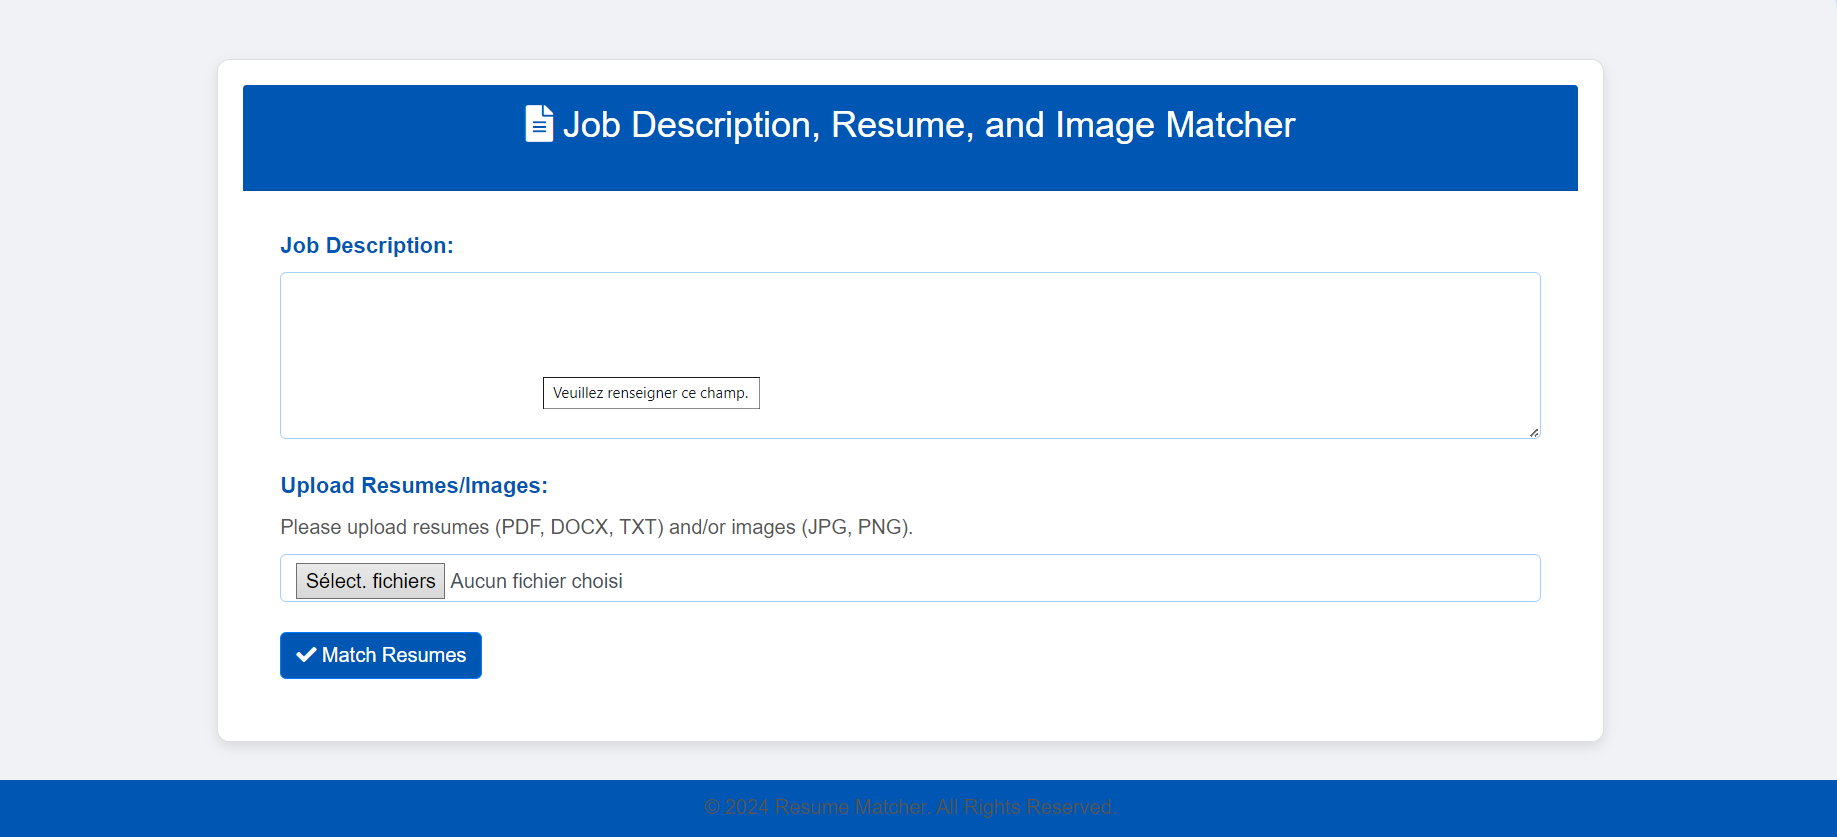 Job Description, Resume, and Image Matcher
Job Description:
Veuillez renseigner ce champ.
Upload Resumes/Images:
Please upload resumes (PDF, DOCX, TXT) and/or images (JPG, PNG).
Sélect. fichiers Aucun fichier choisi
Match Resumes
© 2024 Resume Matcher. All Rights Reserved.